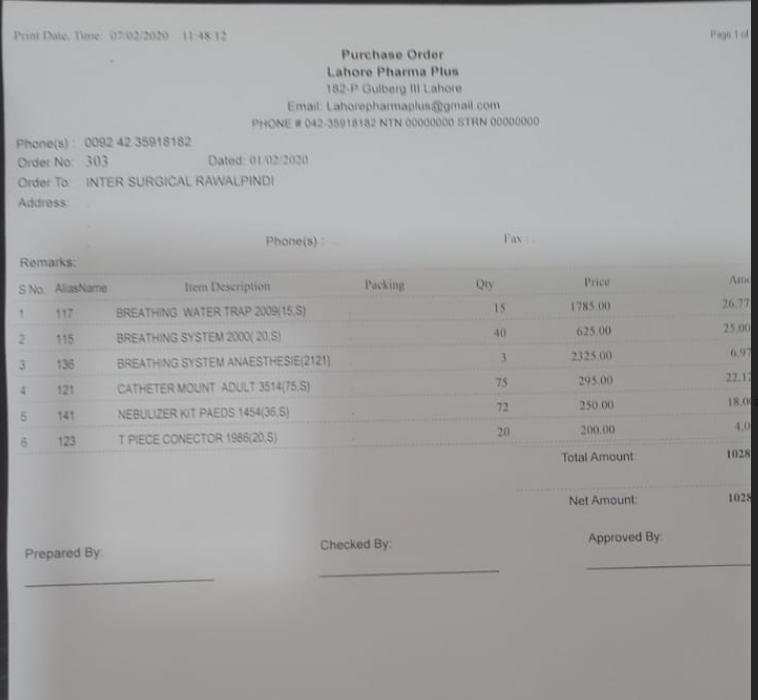 Print Date, Time: 07/02/2020 11:48:12 Page 1 of
Purchase Order
Lahore Pharma Plus
182-P Gulberg III Lahore
Email: Lahorepharmaplus@gmail.com
PHONE # 042-35918182 NTN 00000000 STRN 00000000
Phone(s) : 0092 42 35918182
Order No: 303 Dated: 01/02/2020
Order To: INTER SURGICAL RAWALPINDI
Address:
Phone(s) : Fax :
Remarks:
S No. AliasName Item Description Packing Qty Price Amo
1 117 BREATHING WATER TRAP 2009(15,S) 15 1785.00 26,77
2 115 BREATHING SYSTEM 2000( 20,S) 40 625.00 25,00
3 136 BREATHING SYSTEM ANAESTHESIE(2121) 3 2325.00 6,97
4 121 CATHETER MOUNT ADULT 3514(75,S) 75 295.00 22,12
5 141 NEBULIZER KIT PAEDS 1454(36,S) 72 250.00 18,00
6 123 T PIECE CONECTOR 1986(20,S) 20 200.00 4,0
Total Amount: 1028
Net Amount: 1028
Prepared By: Checked By: Approved By: